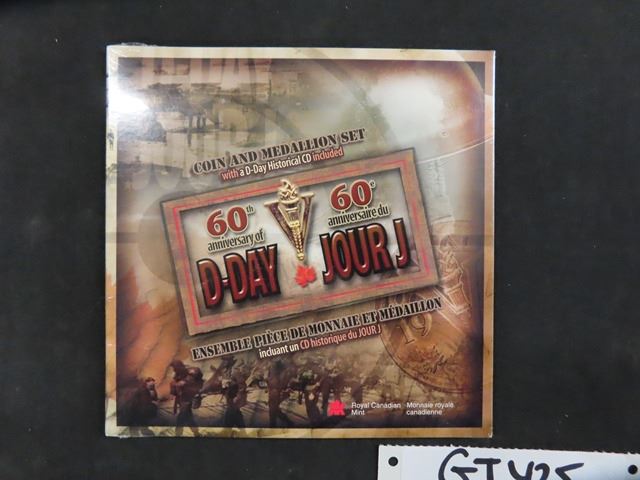 D-DAY
COIN AND MEDALLION SET
with a D-Day Historical CD included
60th
anniversary of
D-DAY
60e
anniversaire du
JOUR J
ENSEMBLE PIÈCE DE MONNAIE ET MÉDAILLON
incluant un CD historique du JOUR J
Royal Canadian
Mint
Monnaie royale
canadienne
GT425